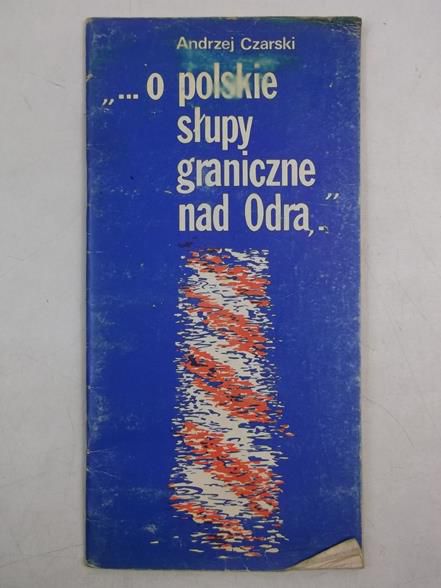 Andrzej Czarski
„... o polskie
słupy
graniczne
nad Odrą."